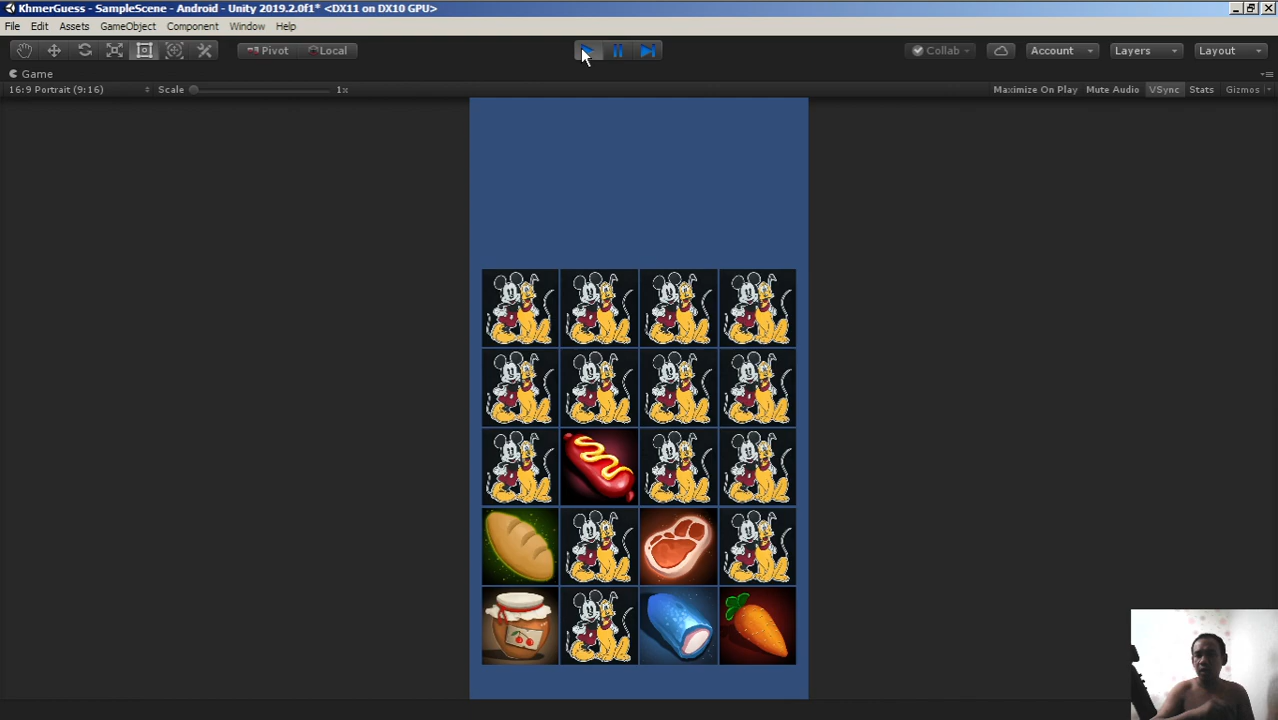 KhmerGuess - SampleScene - Android - Unity 2019.2.0f1* <DX11 on DX10 GPU>
File Edit Assets GameObject Component Window Help
Pivot Local Collab Account Layers Layout
Game
16:9 Portrait (9:16) Scale 1x Maximize On Play Mute Audio VSync Stats Gizmos